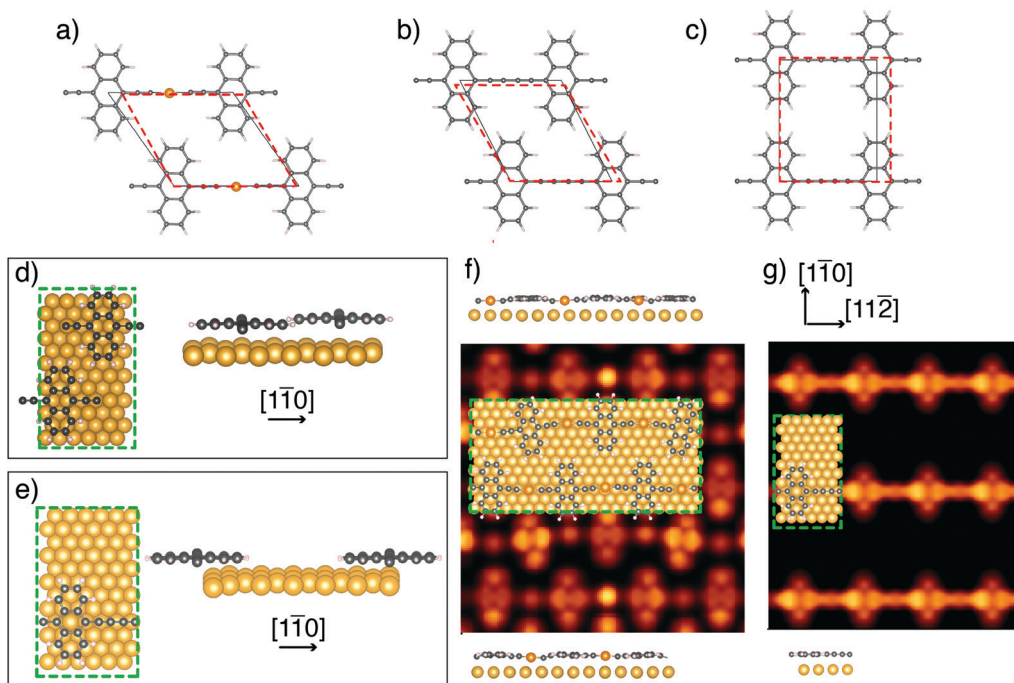 a)
b)
c)
d)
[11̅0]
e)
[11̅0]
f)
g)
[11̅0]
[112̅]